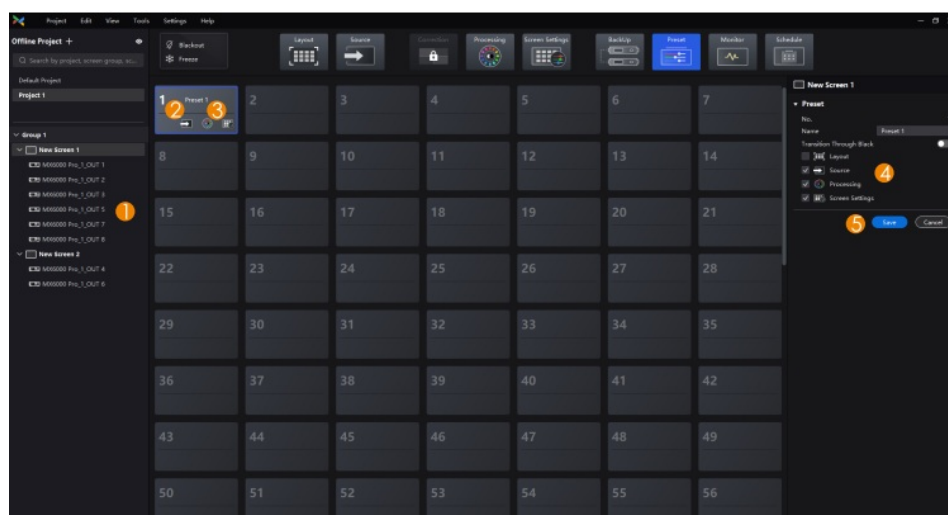 Project Edit View Tools Settings Help
Offline Project +
Search by project, screen group, sc...
Default Project
Project 1
Group 1
New Screen 1
MX6000 Pro_1_OUT 1
MX6000 Pro_1_OUT 2
MX6000 Pro_1_OUT 3
MX6000 Pro_1_OUT 5
MX6000 Pro_1_OUT 7
MX6000 Pro_1_OUT 8
New Screen 2
MX6000 Pro_1_OUT 4
MX6000 Pro_1_OUT 6
1
Blackout
Freeze
Layout
Source
Correction
Processing
Screen Settings
BackUp
Preset
Monitor
Schedule
1 Preset 1
2 3
2 3 4 5 6 7
8 9 10 11 12 13 14
15 16 17 18 19 20 21
22 23 24 25 26 27 28
29 30 31 32 33 34 35
36 37 38 39 40 41 42
43 44 45 46 47 48 49
50 51 52 53 54 55 56
New Screen 1
Preset
No.
Name Preset 1
Transition Through Black
Layout
Source
Processing
Screen Settings
4
5 Save Cancel